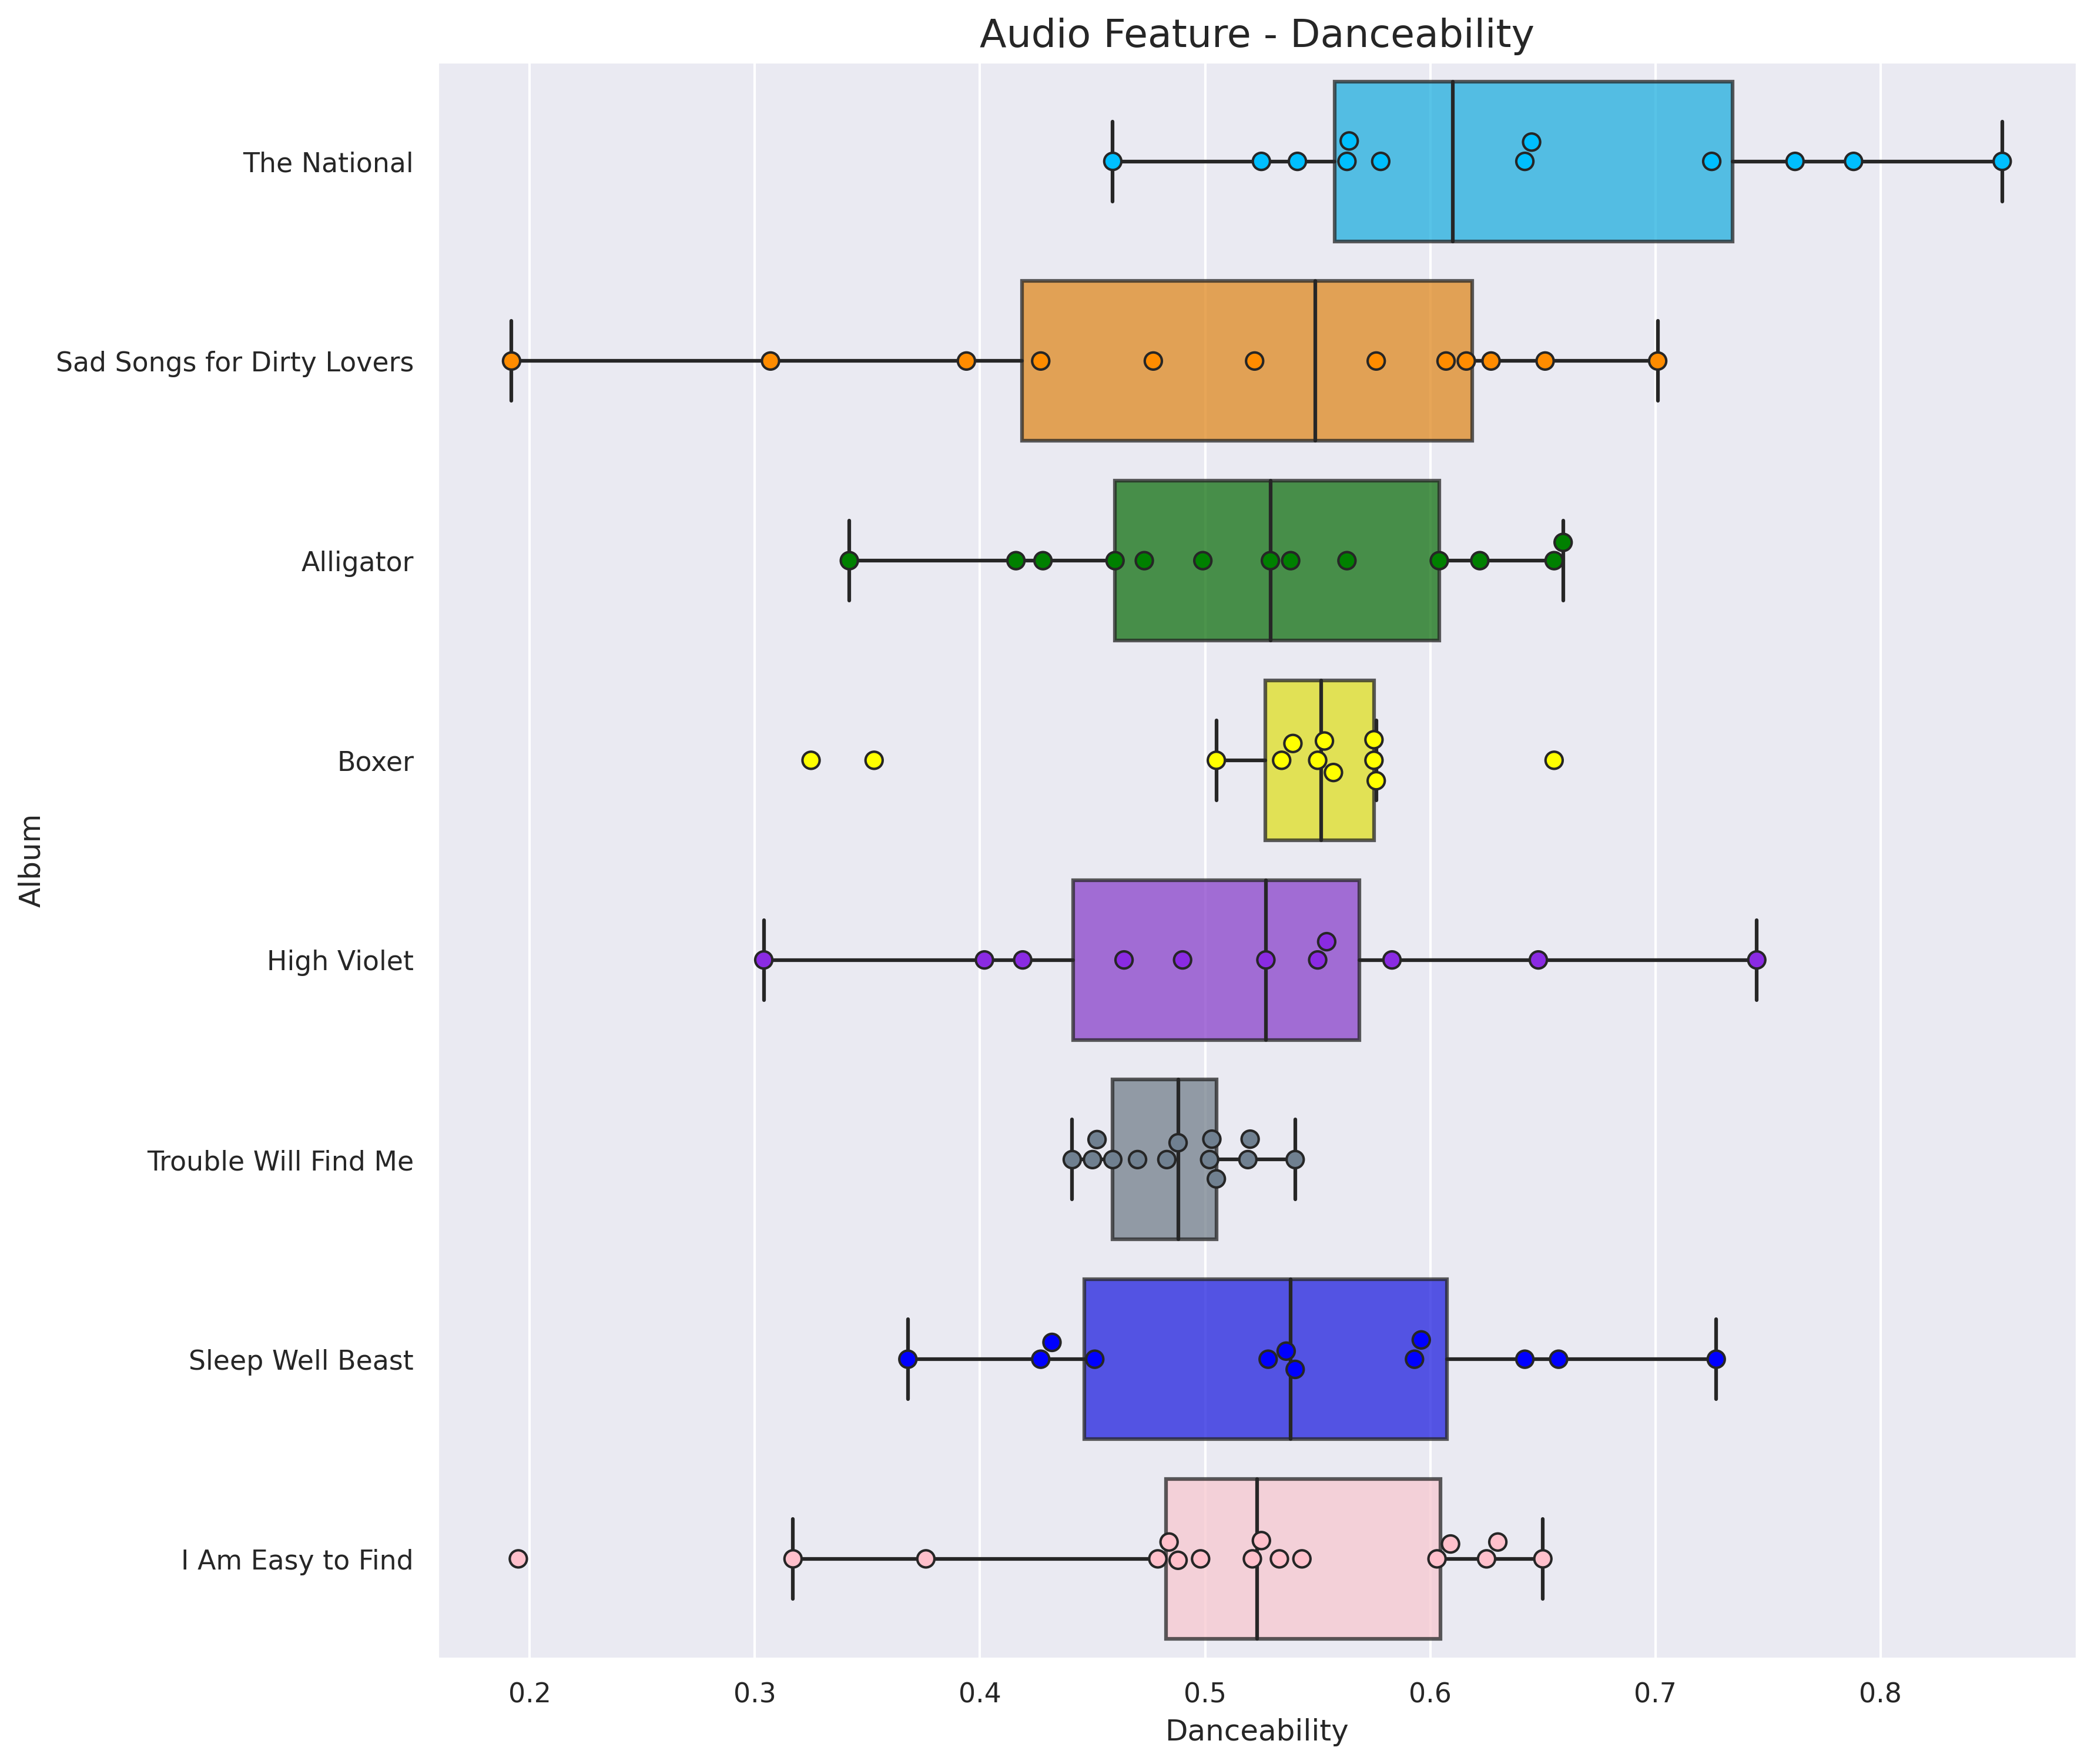 Audio Feature - Danceability
The National
Sad Songs for Dirty Lovers
Alligator
Boxer
High Violet
Trouble Will Find Me
Sleep Well Beast
I Am Easy to Find
Album
0.2 0.3 0.4 0.5 0.6 0.7 0.8
Danceability